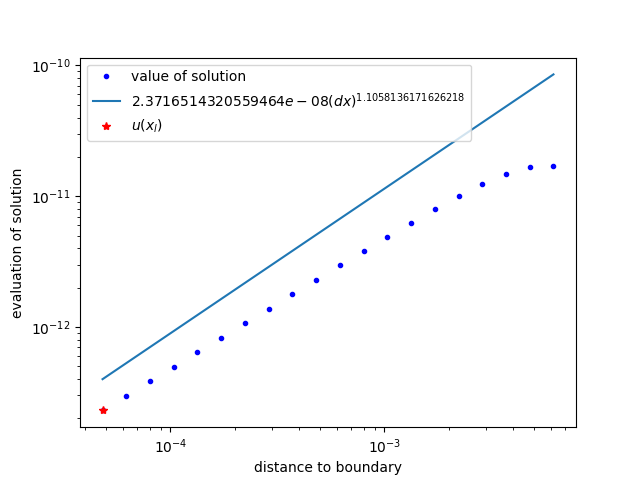 10⁻¹⁰
value of solution
2.3716514320559464e − 08(dx)^1.1058136171626218
u(x_l)
10⁻¹¹
evaluation of solution
10⁻¹²
10⁻⁴ 10⁻³
distance to boundary